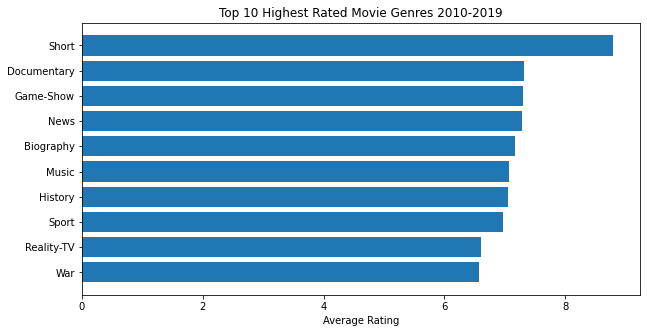 Top 10 Highest Rated Movie Genres 2010-2019
Short
Documentary
Game-Show
News
Biography
Music
History
Sport
Reality-TV
War
0 2 4 6 8
Average Rating